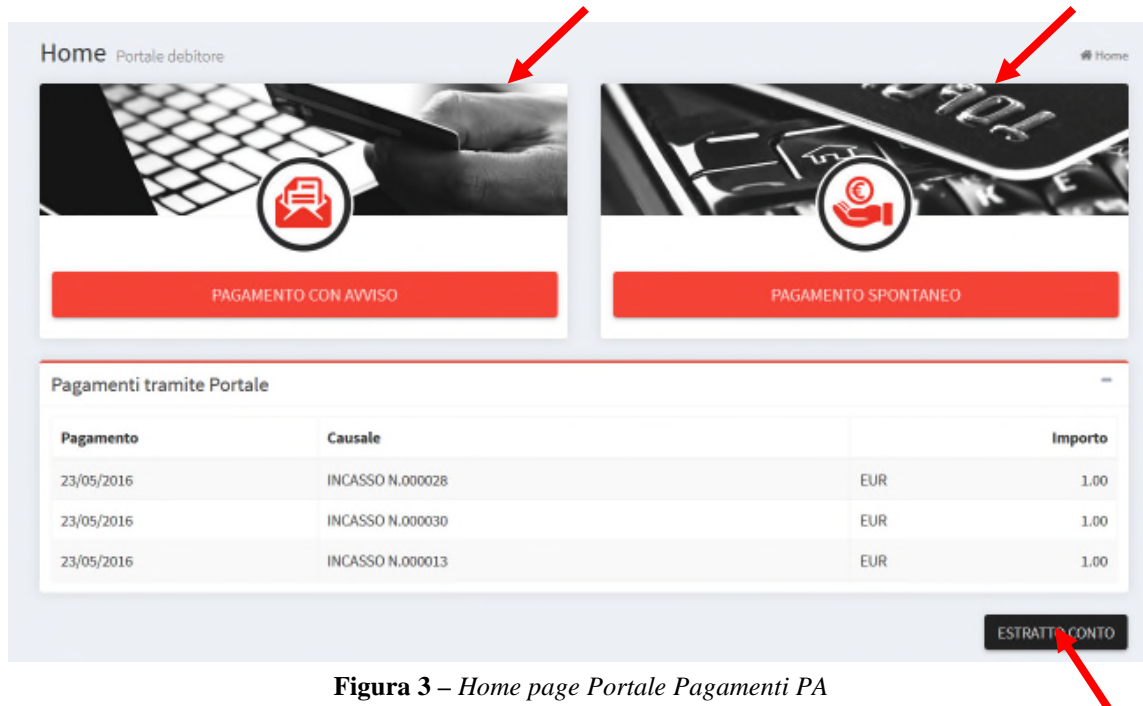 Home Portale debitore
Home
PAGAMENTO CON AVVISO
PAGAMENTO SPONTANEO
Pagamenti tramite Portale
Pagamento Causale Importo
23/05/2016 INCASSO N.000028 EUR 1.00
23/05/2016 INCASSO N.000030 EUR 1.00
23/05/2016 INCASSO N.000013 EUR 1.00
ESTRATTO CONTO
Figura 3 – Home page Portale Pagamenti PA